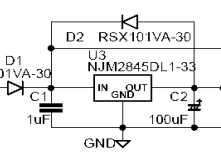 D2 RSX101VA-30
U3
D1 NJM2845DL1-33
01VA-30
IN OUT
C1 C2
1uF 100uF
GND
GND